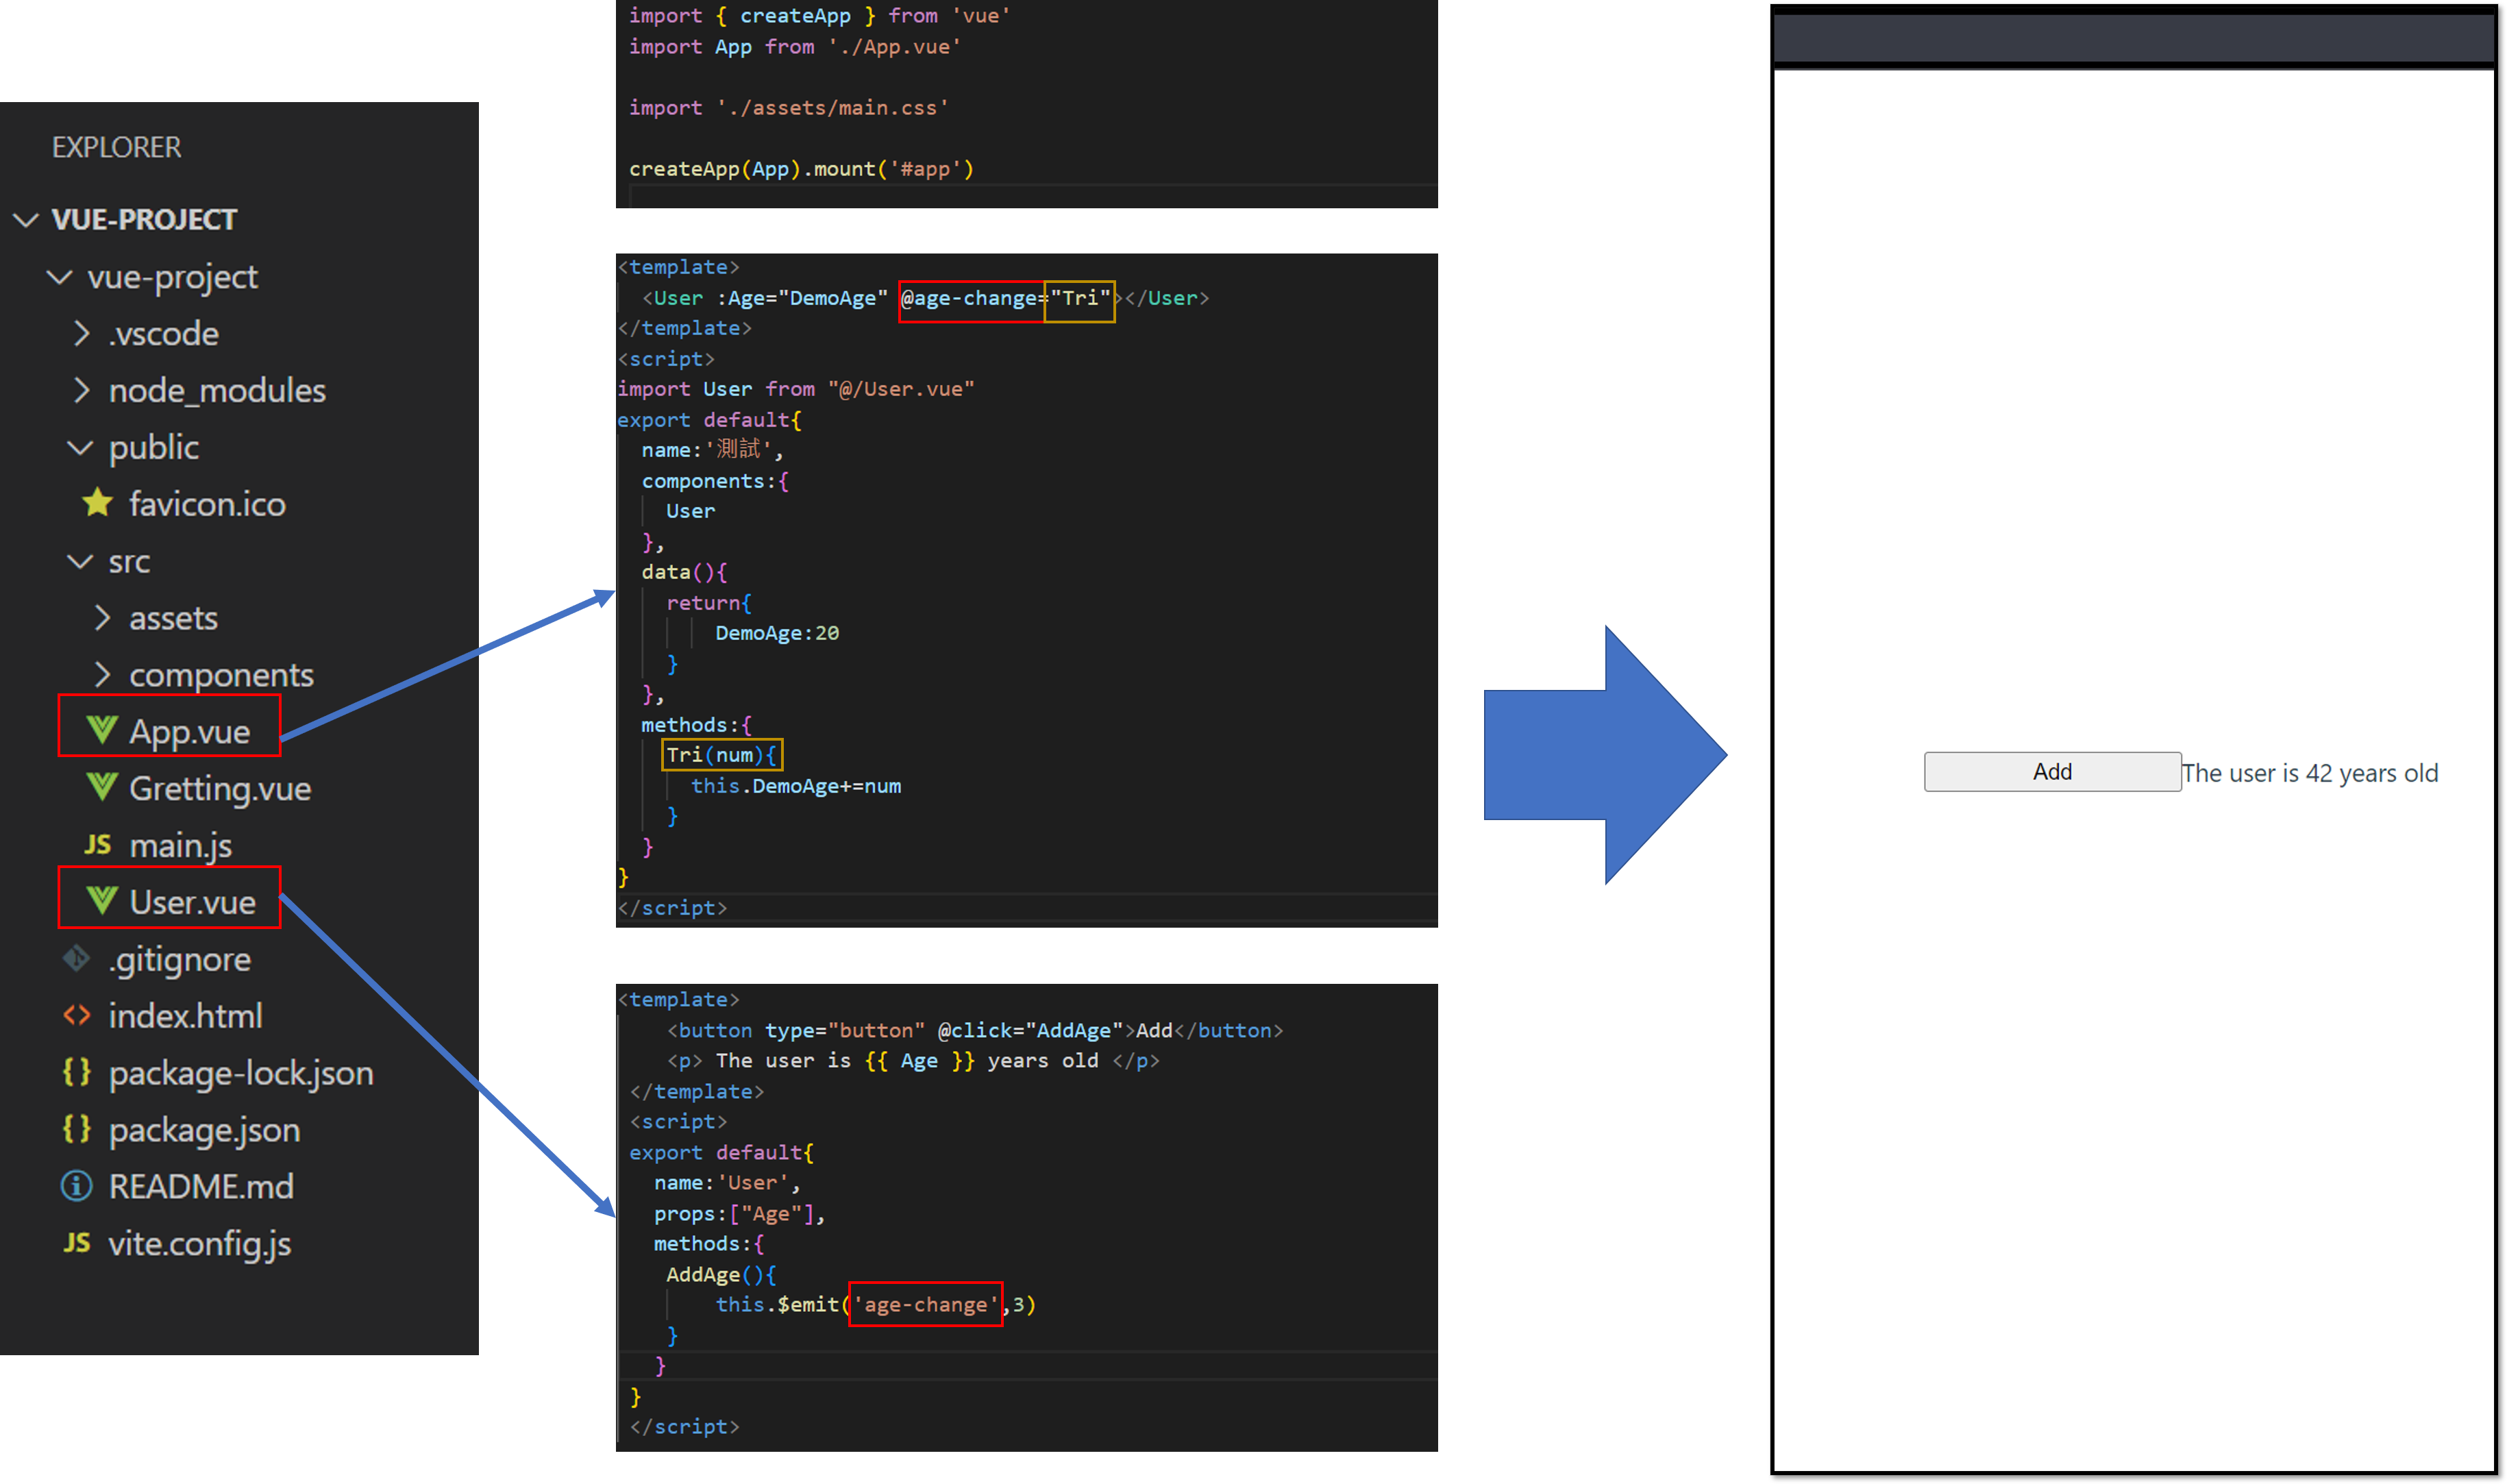 EXPLORER
VUE-PROJECT
vue-project
.vscode
node_modules
public
favicon.ico
src
assets
components
App.vue
Gretting.vue
JS main.js
User.vue
.gitignore
<> index.html
{} package-lock.json
{} package.json
README.md
JS vite.config.js
import { createApp } from 'vue'
import App from './App.vue'
import './assets/main.css'
createApp(App).mount('#app')
<template>
<User :Age="DemoAge" @age-change="Tri"></User>
</template>
<script>
import User from "@/User.vue"
export default{
name:'測試',
components:{
User
},
data(){
return{
DemoAge:20
}
},
methods:{
Tri(num){
this.DemoAge+=num
}
}
}
</script>
<template>
<button type="button" @click="AddAge">Add</button>
<p> The user is {{ Age }} years old </p>
</template>
<script>
export default{
name:'User',
props:["Age"],
methods:{
AddAge(){
this.$emit('age-change',3)
}
}
}
</script>
Add The user is 42 years old